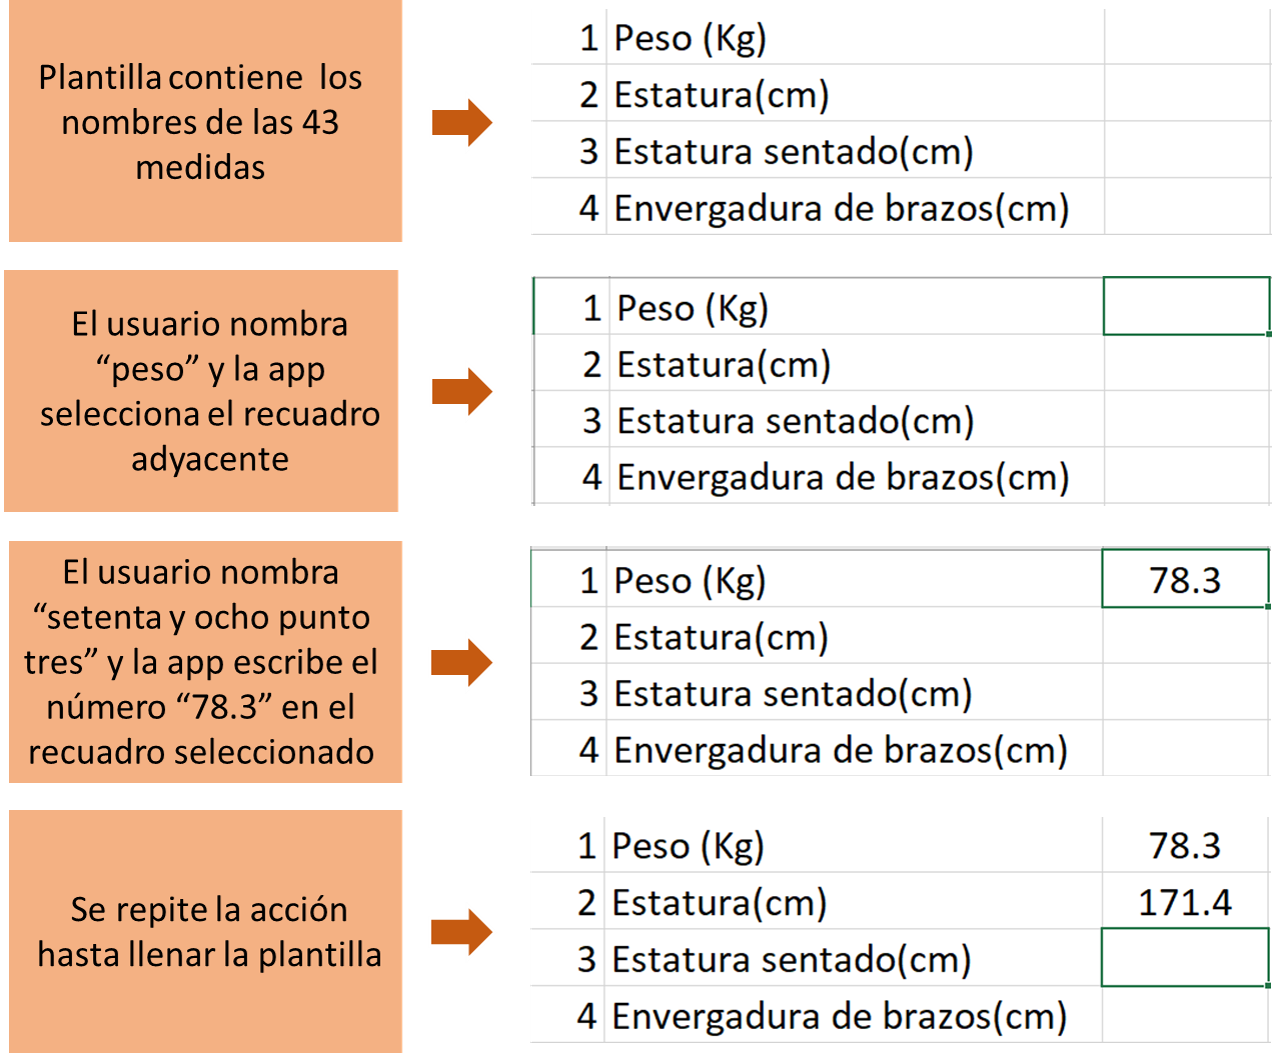 Plantilla contiene los
nombres de las 43
medidas
1 Peso (Kg)
2 Estatura(cm)
3 Estatura sentado(cm)
4 Envergadura de brazos(cm)
El usuario nombra
“peso” y la app
selecciona el recuadro
adyacente
1 Peso (Kg)
2 Estatura(cm)
3 Estatura sentado(cm)
4 Envergadura de brazos(cm)
El usuario nombra
“setenta y ocho punto
tres” y la app escribe el
número “78.3” en el
recuadro seleccionado
1 Peso (Kg) 78.3
2 Estatura(cm)
3 Estatura sentado(cm)
4 Envergadura de brazos(cm)
Se repite la acción
hasta llenar la plantilla
1 Peso (Kg) 78.3
2 Estatura(cm) 171.4
3 Estatura sentado(cm)
4 Envergadura de brazos(cm)